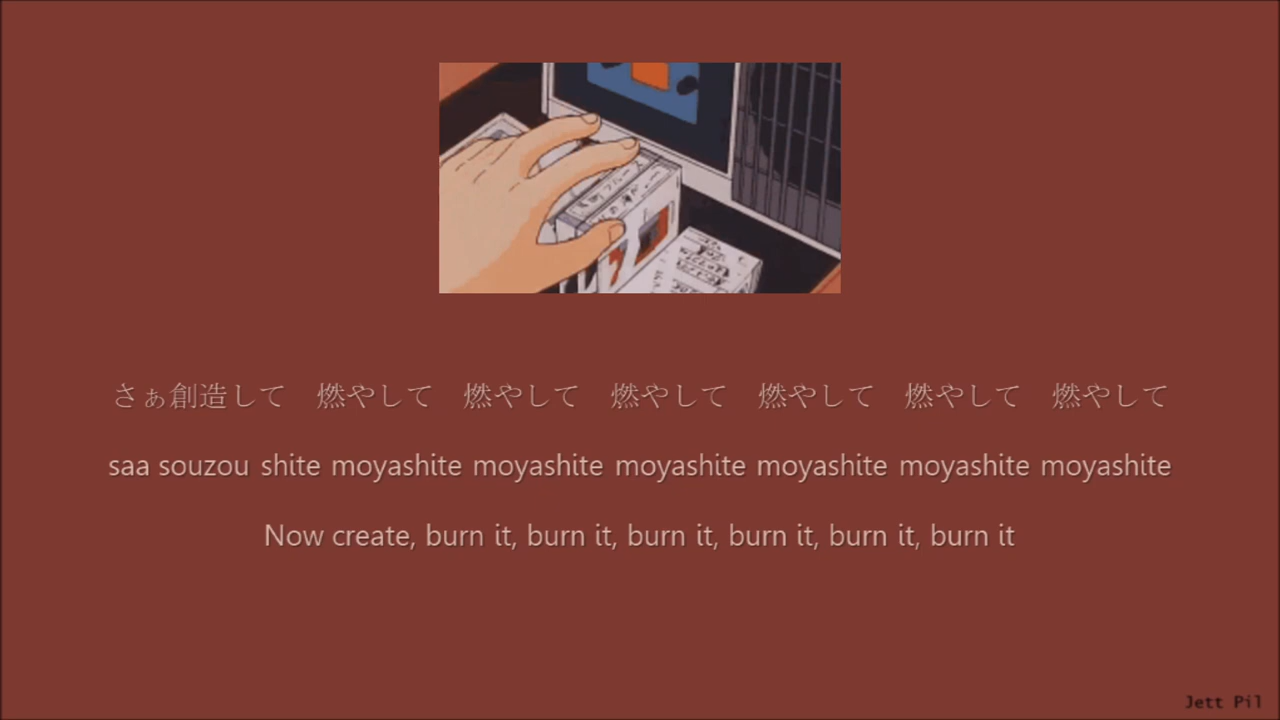 さぁ創造して　燃やして　燃やして　燃やして　燃やして　燃やして　燃やして
saa souzou shite moyashite moyashite moyashite moyashite moyashite moyashite
Now create, burn it, burn it, burn it, burn it, burn it, burn it
Jett Pil